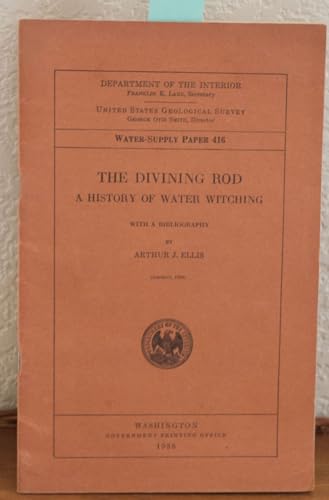 DEPARTMENT OF THE INTERIOR
FRANKLIN K. LANE, Secretary
UNITED STATES GEOLOGICAL SURVEY
GEORGE OTIS SMITH, Director
WATER-SUPPLY PAPER 416
THE DIVINING ROD
A HISTORY OF WATER WITCHING
WITH A BIBLIOGRAPHY
BY
ARTHUR J. ELLIS
WASHINGTON
GOVERNMENT PRINTING OFFICE